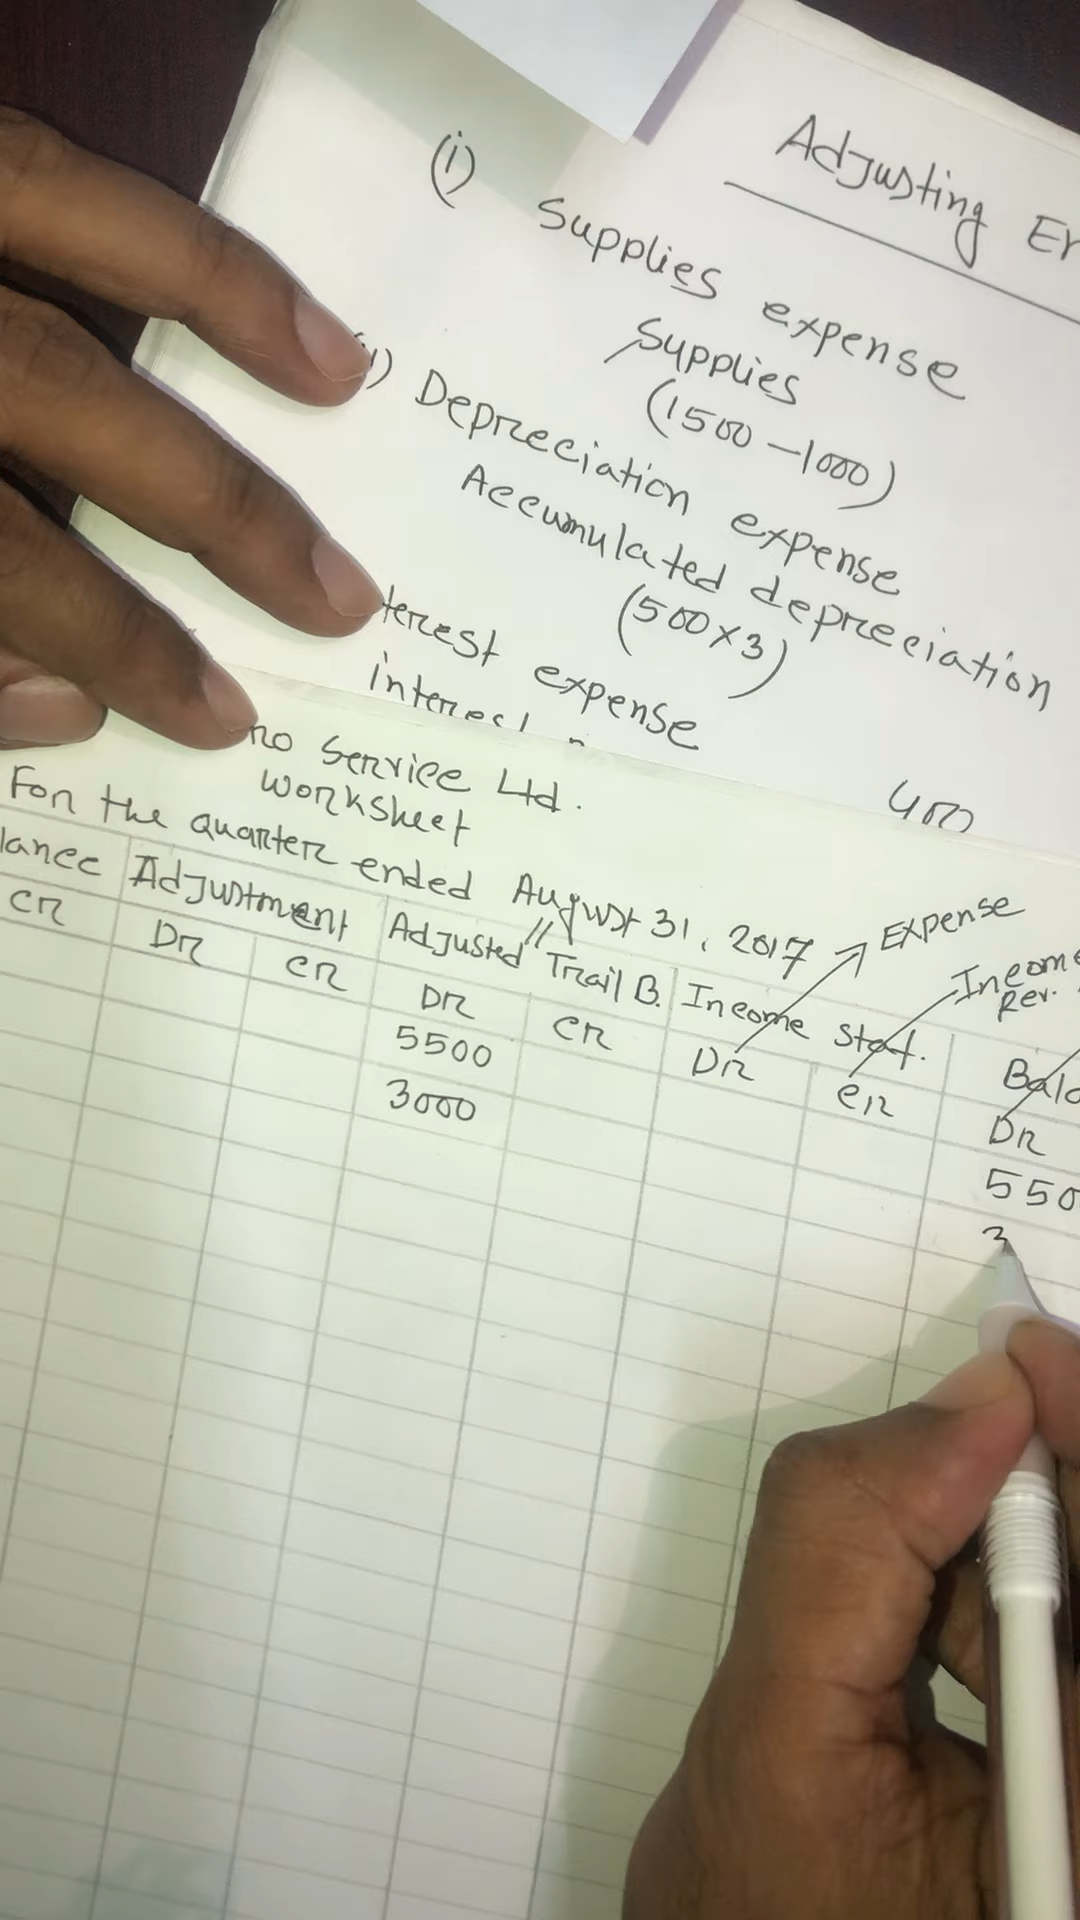 Adjusting
(i) Supplies expense
Supplies
(1500 - 1000)
Depreciation expense
Accumulated depreciation
(500×3)
terest expense
interest
400
no Service Ltd.
Worksheet
For the quarter ended August 31, 2017
Expense
Income
Rev.
lance Adjustment Adjusted Trail B. Income Stat.
CR DR CR DR CR DR CR DR
5500 550
3000 3